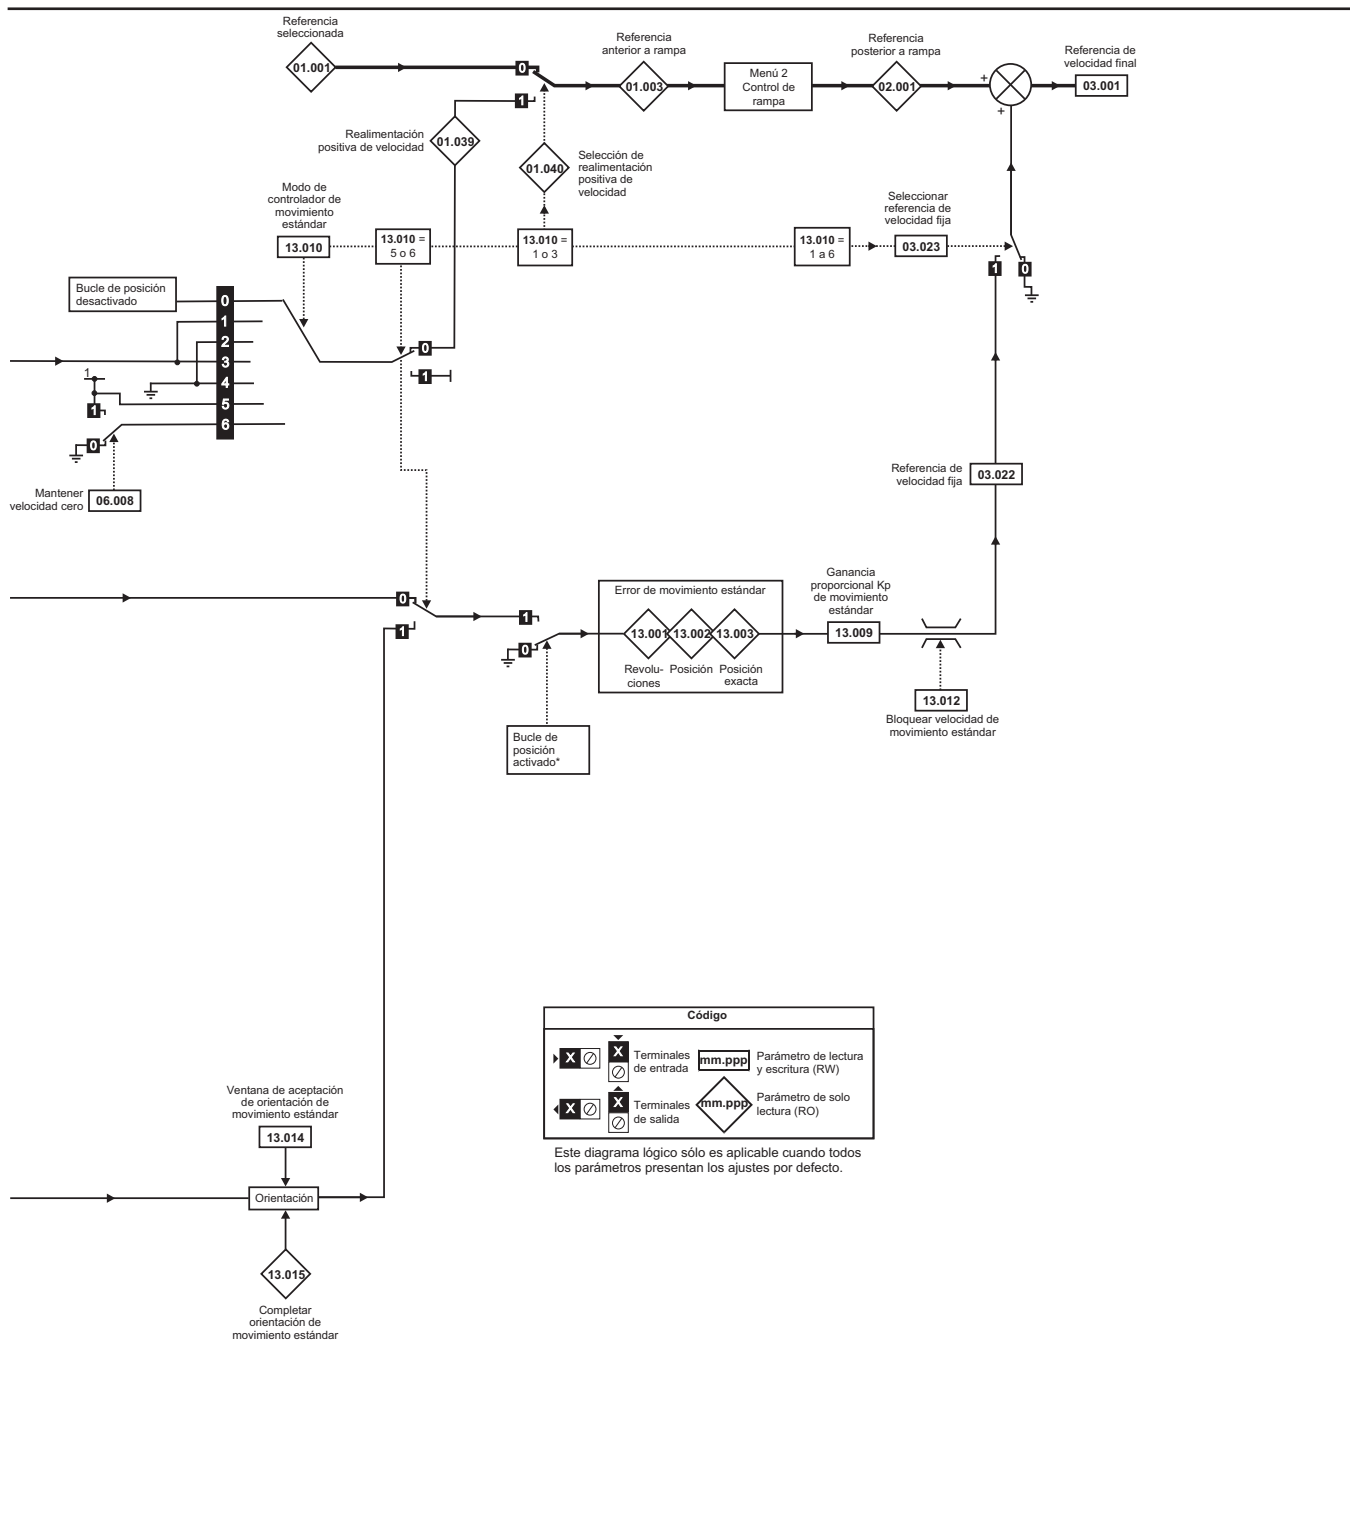 Referencia
seleccionada
01.001
0
1
Referencia
anterior a rampa
01.003
Menú 2
Control de
rampa
Referencia
posterior a rampa
02.001
+
+
Referencia de
velocidad final
03.001
Realimentación
positiva de velocidad
01.039
01.040
Selección de
realimentación
positiva de
velocidad
Modo de
controlador de
movimiento
estándar
13.010
13.010 =
5 o 6
13.010 =
1 o 3
13.010 =
1 a 6
Seleccionar
referencia de
velocidad fija
03.023
1
0
Bucle de posición
desactivado
0
1
2
3
4
5
6
1
1
0
0
1
Mantener
velocidad cero
06.008
Referencia de
velocidad fija
03.022
0
1
1
0
Error de movimiento estándar
13.001
13.002
13.003
Revolu-
ciones
Posición
Posición
exacta
Ganancia
proporcional Kp
de movimiento
estándar
13.009
13.012
Bloquear velocidad de
movimiento estándar
Bucle de
posición
activado*
Código
X
X
Terminales
de entrada
mm.ppp
Parámetro de lectura
y escritura (RW)
X
X
Terminales
de salida
mm.ppp
Parámetro de solo
lectura (RO)
Este diagrama lógico sólo es aplicable cuando todos
los parámetros presentan los ajustes por defecto.
Ventana de aceptación
de orientación de
movimiento estándar
13.014
Orientación
13.015
Completar
orientación de
movimiento estándar